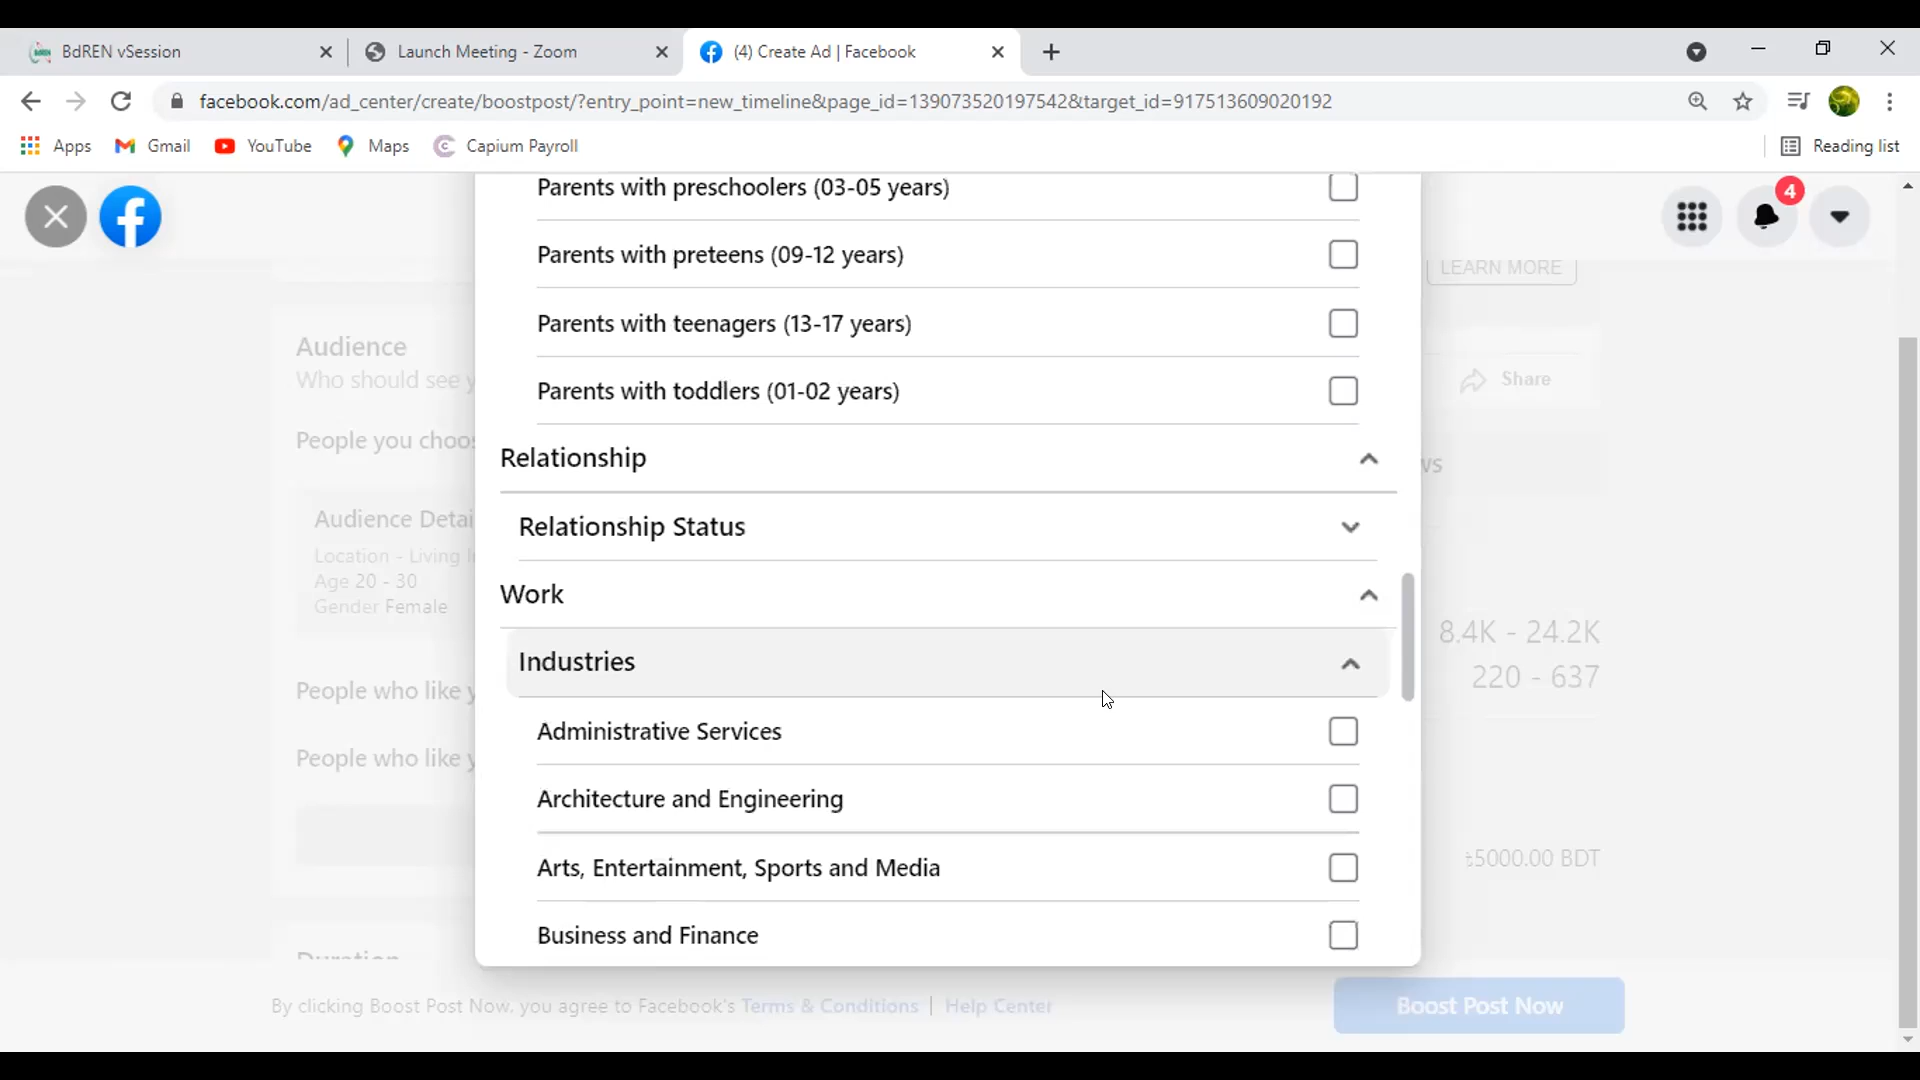 BdREN vSession
Launch Meeting - Zoom
(4) Create Ad | Facebook
facebook.com/ad_center/create/boostpost/?entry_point=new_timeline&page_id=139073520197542&target_id=917513609020192
Apps
Gmail
YouTube
Maps
Capium Payroll
Reading list
4
LEARN MORE
Audience
Who should see
People you
Audience
Location - Living
Age 20 - 30
Gender Female
People who like
People who like
Duration
Parents with preschoolers (03-05 years)
Parents with preteens (09-12 years)
Parents with teenagers (13-17 years)
Parents with toddlers (01-02 years)
Relationship
Relationship Status
Work
Industries
Administrative Services
Architecture and Engineering
Arts, Entertainment, Sports and Media
Business and Finance
Share
8.4K - 24.2K
220 - 637
৳5000.00 BDT
By clicking Boost Post Now, you agree to Facebook's Terms & Conditions | Help Center
Boost Post Now